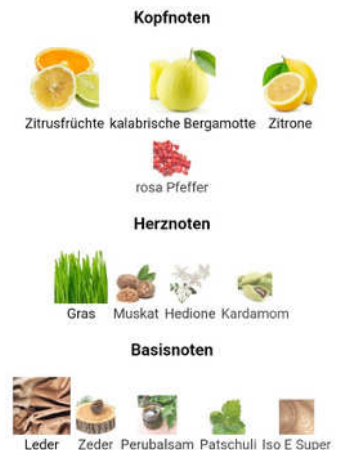 Kopfnoten
Zitrusfrüchte kalabrische Bergamotte Zitrone
rosa Pfeffer
Herznoten
Gras Muskat Hedione Kardamom
Basisnoten
Leder Zeder Perubalsam Patschuli Iso E Super